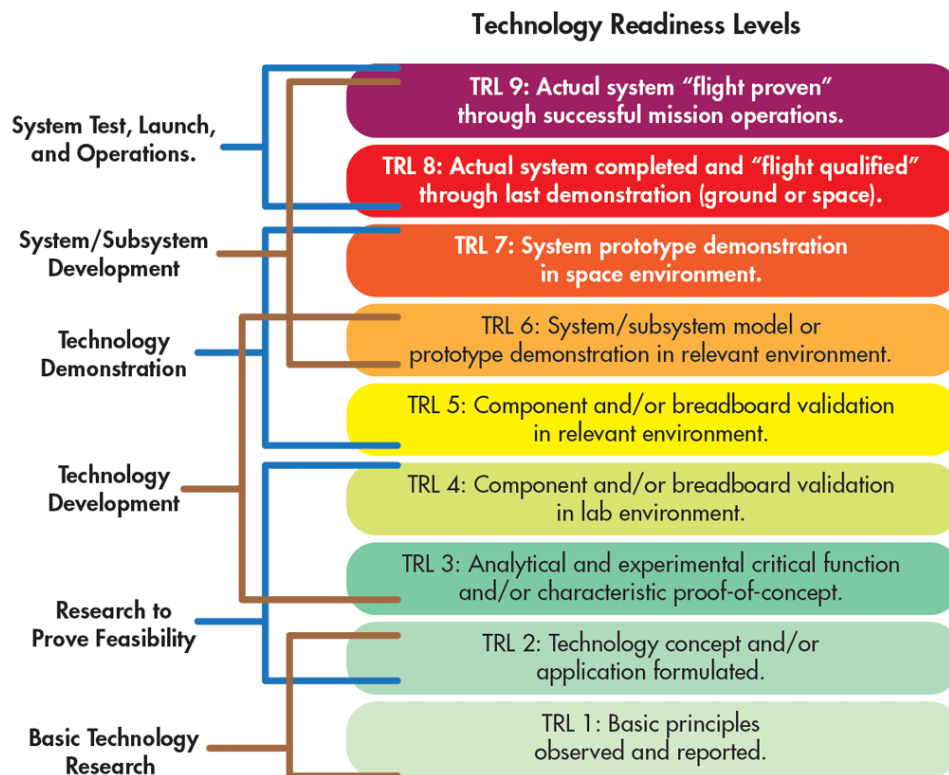 Technology Readiness Levels
System Test, Launch,
and Operations.
System/Subsystem
Development
Technology
Demonstration
Technology
Development
Research to
Prove Feasibility
Basic Technology
Research
TRL 9: Actual system “flight proven”
through successful mission operations.
TRL 8: Actual system completed and “flight qualified”
through last demonstration (ground or space).
TRL 7: System prototype demonstration
in space environment.
TRL 6: System/subsystem model or
prototype demonstration in relevant environment.
TRL 5: Component and/or breadboard validation
in relevant environment.
TRL 4: Component and/or breadboard validation
in lab environment.
TRL 3: Analytical and experimental critical function
and/or characteristic proof-of-concept.
TRL 2: Technology concept and/or
application formulated.
TRL 1: Basic principles
observed and reported.